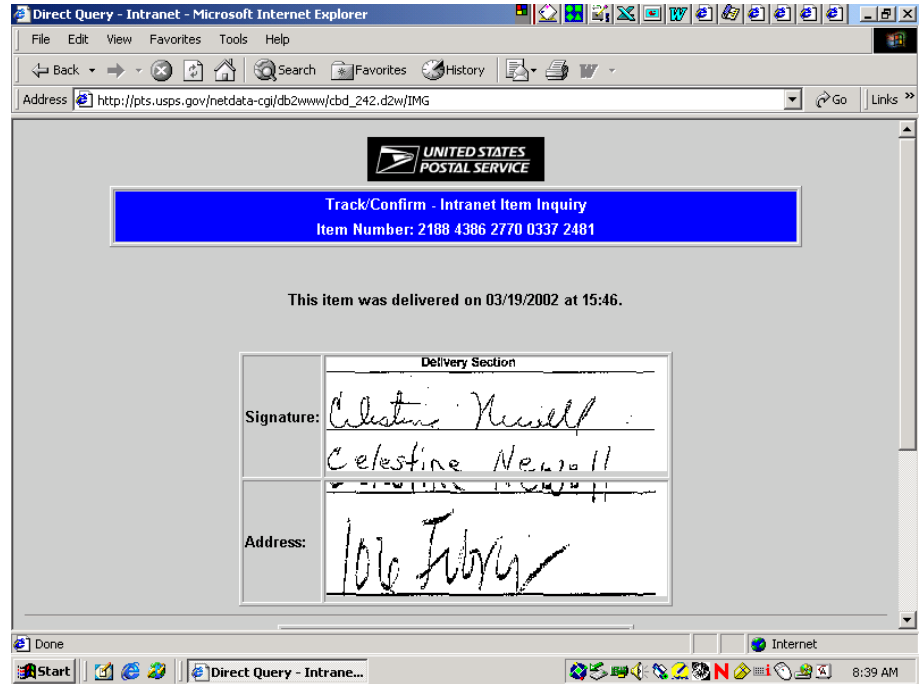 Direct Query - Intranet - Microsoft Internet Explorer
File Edit View Favorites Tools Help
Back Search Favorites History
Address http://pts.usps.gov/netdata-cgi/db2www/cbd_242.d2w/IMG Go Links »
UNITED STATES
POSTAL SERVICE
Track/Confirm - Intranet Item Inquiry
Item Number: 2188 4386 2770 0337 2481
This item was delivered on 03/19/2002 at 15:46.
Delivery Section
Signature: Celestine Newell
Celestine Newell
Address: 106
Done Internet
Start Direct Query - Intrane... 8:39 AM